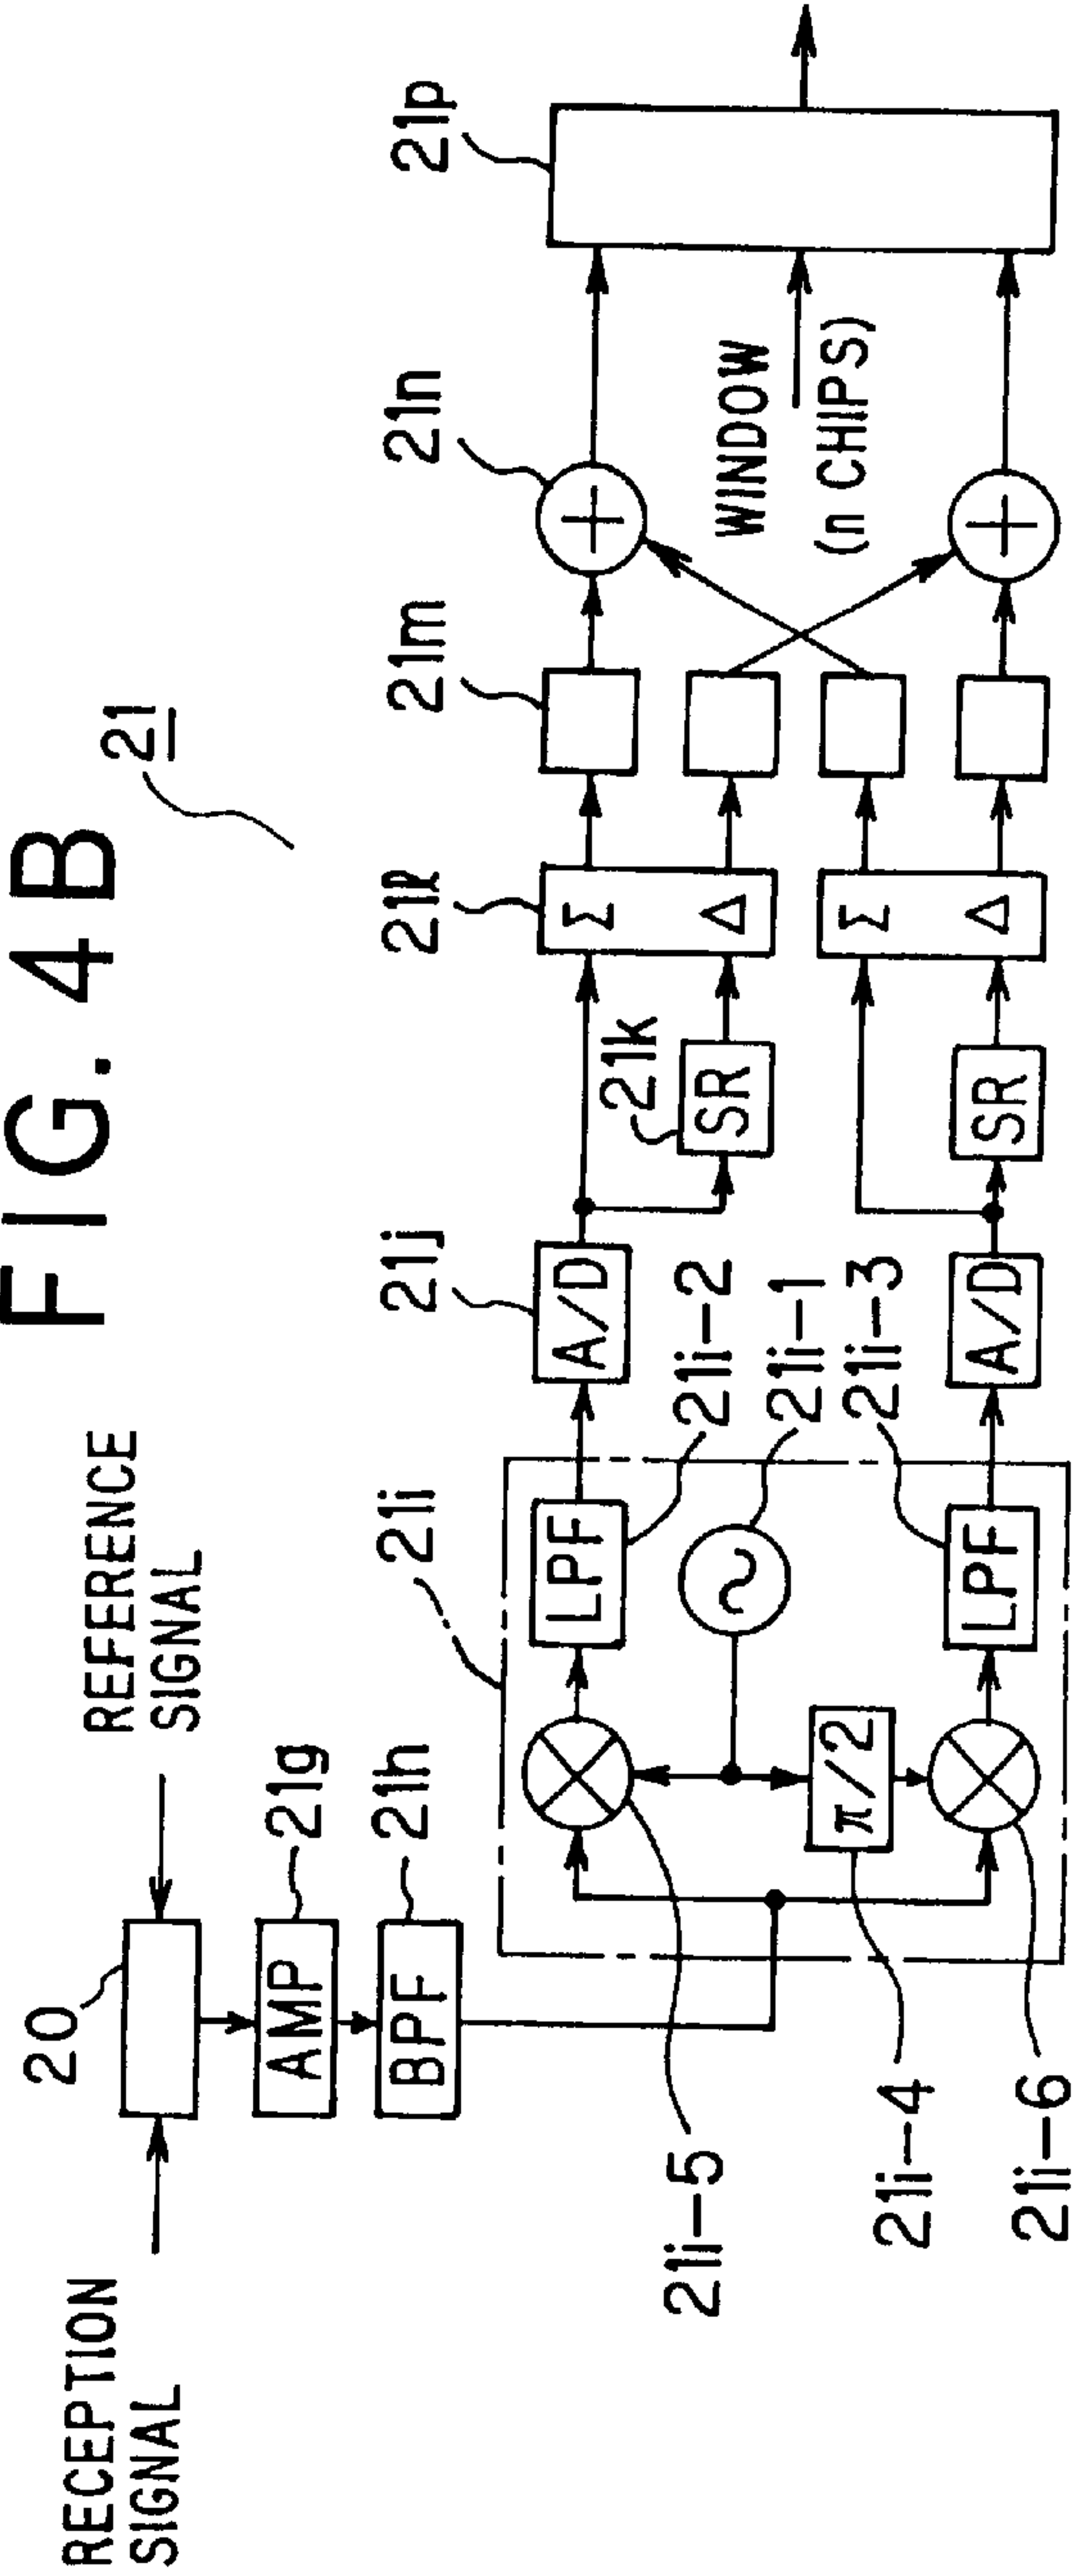 FIG. 4B
21
RECEPTION
SIGNAL
20
REFERENCE
SIGNAL
AMP
21g
BPF
21h
21i
LPF
21i-2
21i-1
21i-3
LPF
π/2
21i-5
21i-4
21i-6
A/D
21j
A/D
SR
21k
SR
21ℓ
Σ
Δ
Σ
Δ
21m
21n
+
+
WINDOW
(n CHIPS)
21p